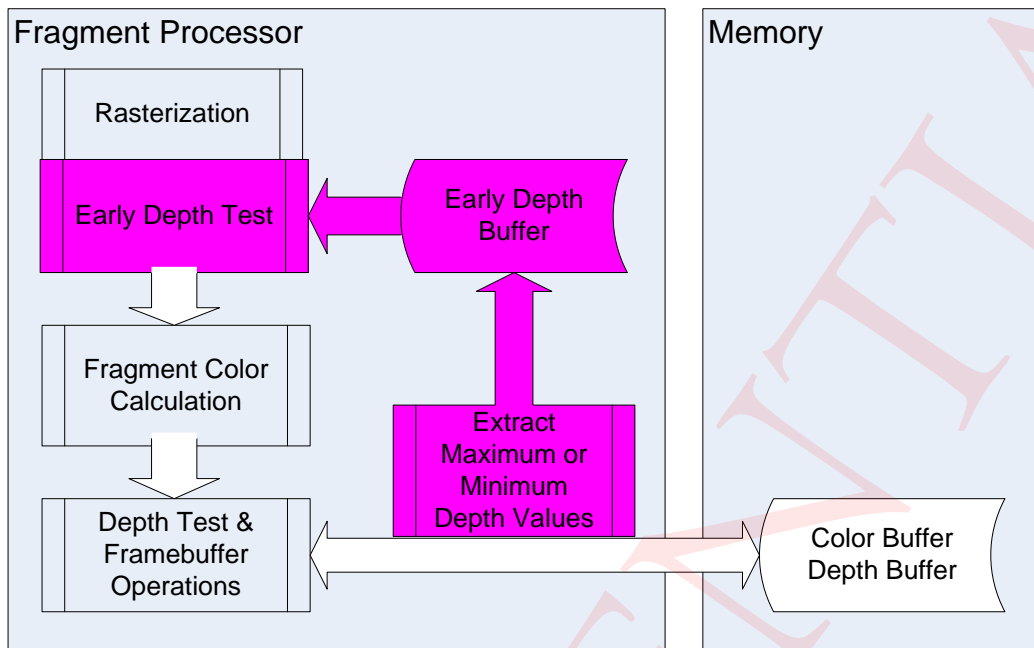 Fragment Processor
Memory
Rasterization
Early Depth Test
Early Depth
Buffer
Fragment Color
Calculation
Extract
Maximum or
Minimum
Depth Values
Depth Test &
Framebuffer
Operations
Color Buffer
Depth Buffer
ENTIA